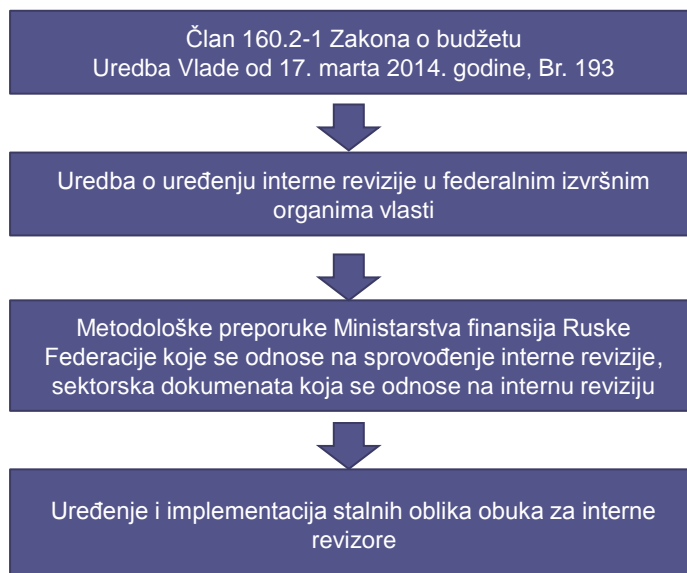 Član 160.2-1 Zakona o budžetu
Uredba Vlade od 17. marta 2014. godine, Br. 193
Uredba o uređenju interne revizije u federalnim izvršnim
organima vlasti
Metodološke preporuke Ministarstva finansija Ruske
Federacije koje se odnose na sprovođenje interne revizije,
sektorska dokumenata koja se odnose na internu reviziju
Uređenje i implementacija stalnih oblika obuka za interne
revizore